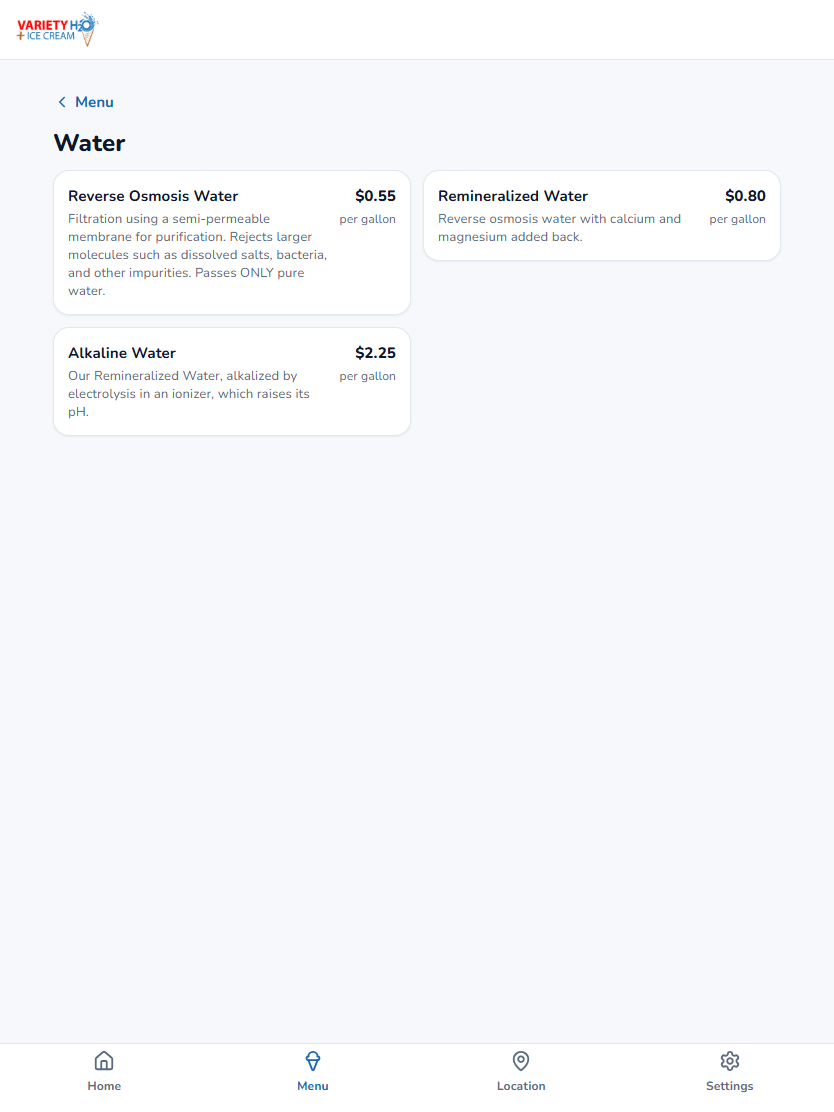 VARIETY H2O
+ ICE CREAM
Menu
Water
Reverse Osmosis Water
$0.55
Filtration using a semi-permeable
membrane for purification. Rejects larger
molecules such as dissolved salts, bacteria,
and other impurities. Passes ONLY pure
water.
per gallon
Remineralized Water
$0.80
Reverse osmosis water with calcium and
magnesium added back.
per gallon
Alkaline Water
$2.25
Our Remineralized Water, alkalized by
electrolysis in an ionizer, which raises its
pH.
per gallon
Home
Menu
Location
Settings